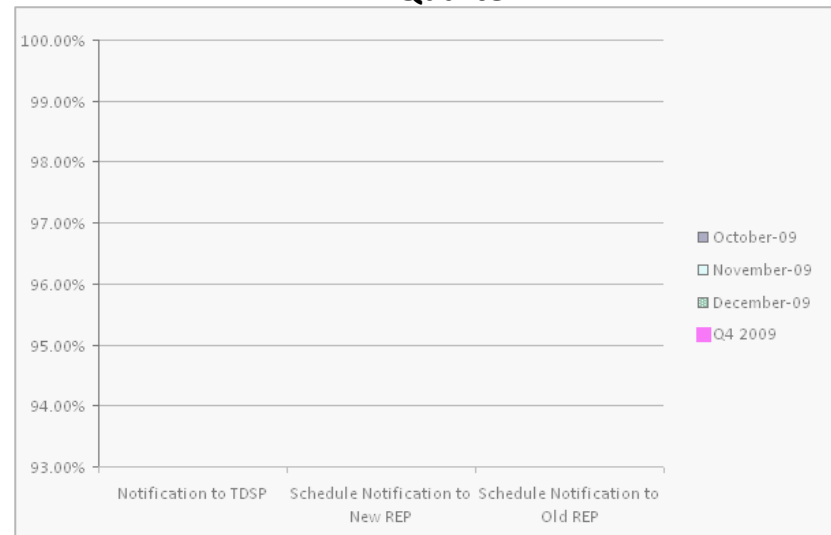 100.00%
99.00%
98.00%
97.00%
96.00%
95.00%
94.00%
93.00%
Notification to TDSP
Schedule Notification to
New REP
Schedule Notification to
Old REP
October-09
November-09
December-09
Q4 2009